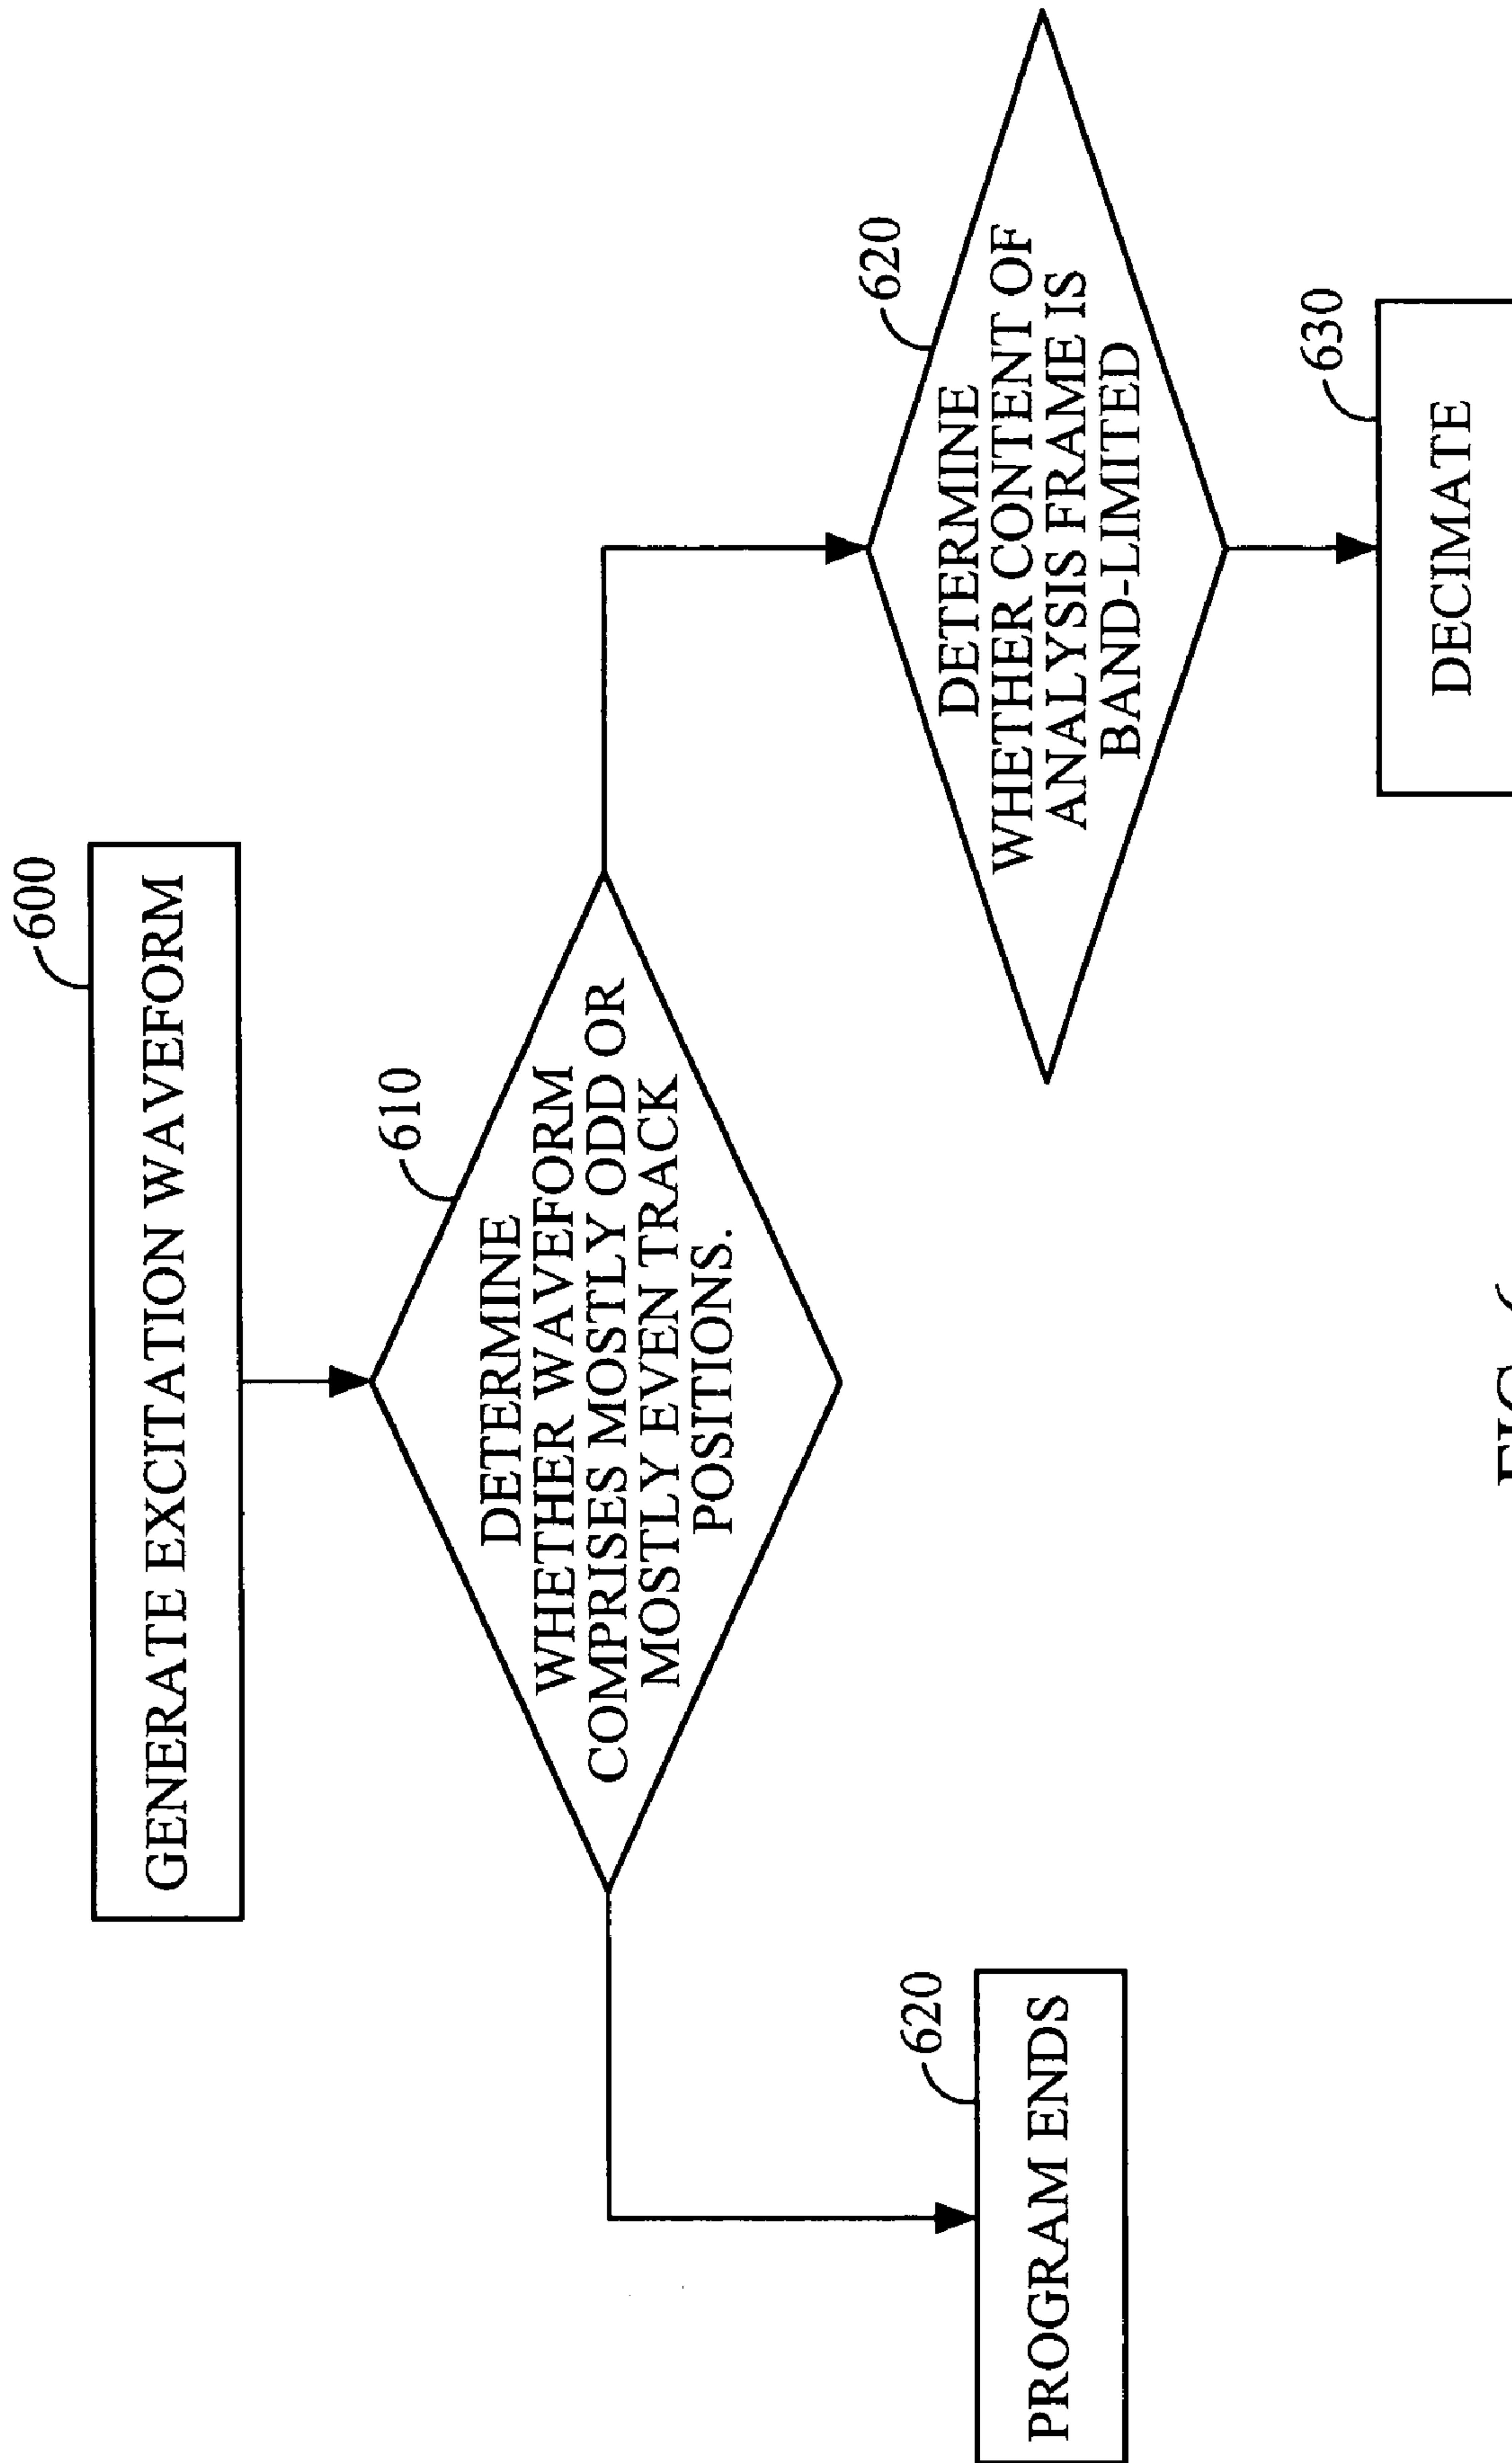 600
GENERATE EXCITATION WAVEFORM
610
DETERMINE
WHETHER WAVEFORM
COMPRISES MOSTLY ODD OR
MOSTLY EVEN TRACK
POSITIONS.
620
PROGRAM ENDS
620
DETERMINE
WHETHER CONTENT OF
ANALYSIS FRAME IS
BAND-LIMITED
630
DECIMATE